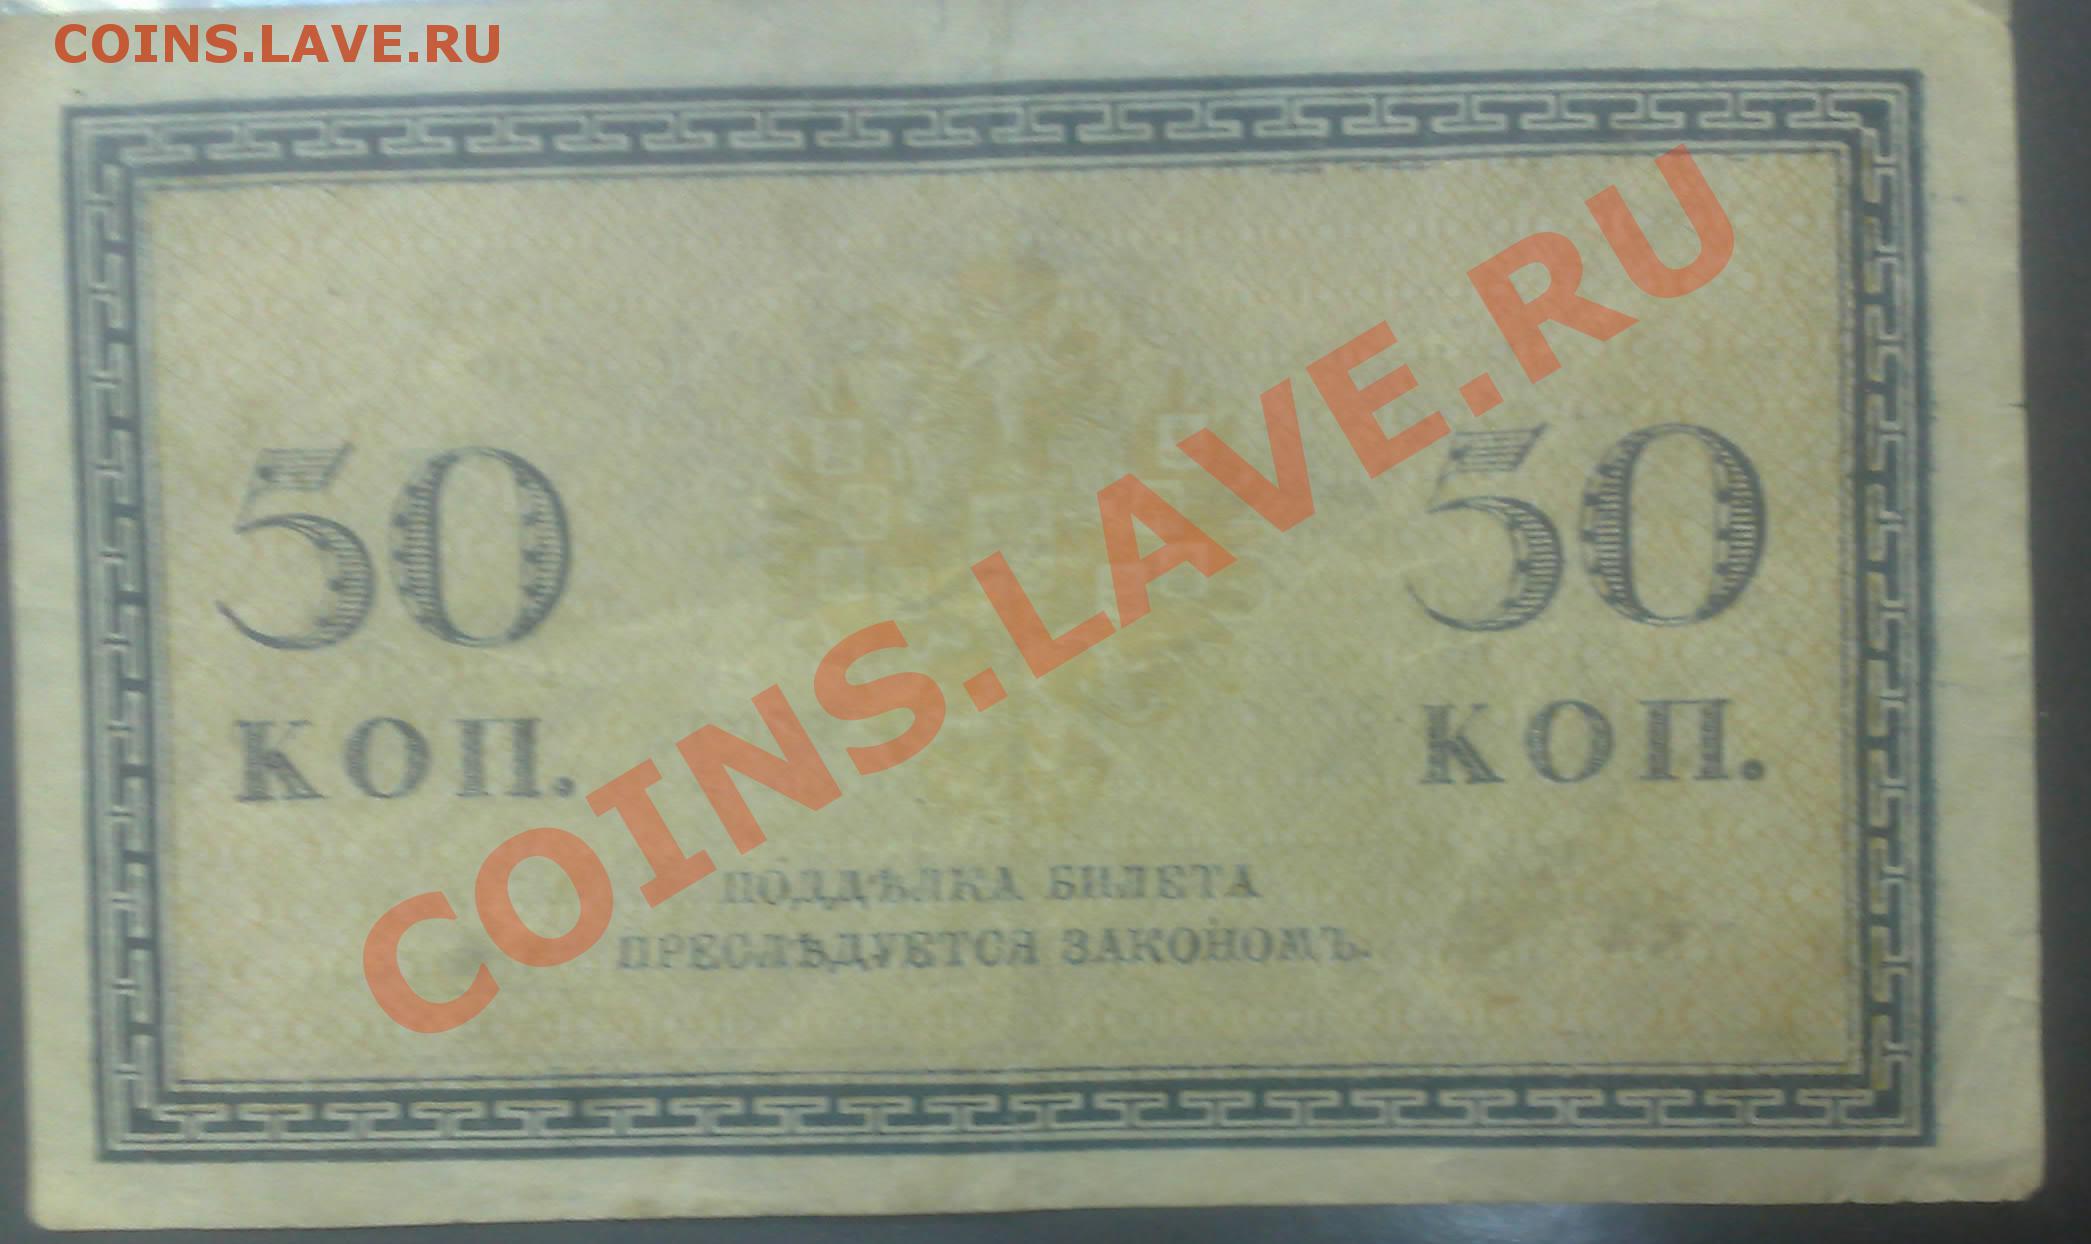 COINS.LAVE.RU
COINS.LAVE.RU
50 50
КОП. КОП.
ПОДДѢЛКА БИЛЕТА
ПРЕСЛѢДУЕТСЯ ЗАКОНОМЪ.